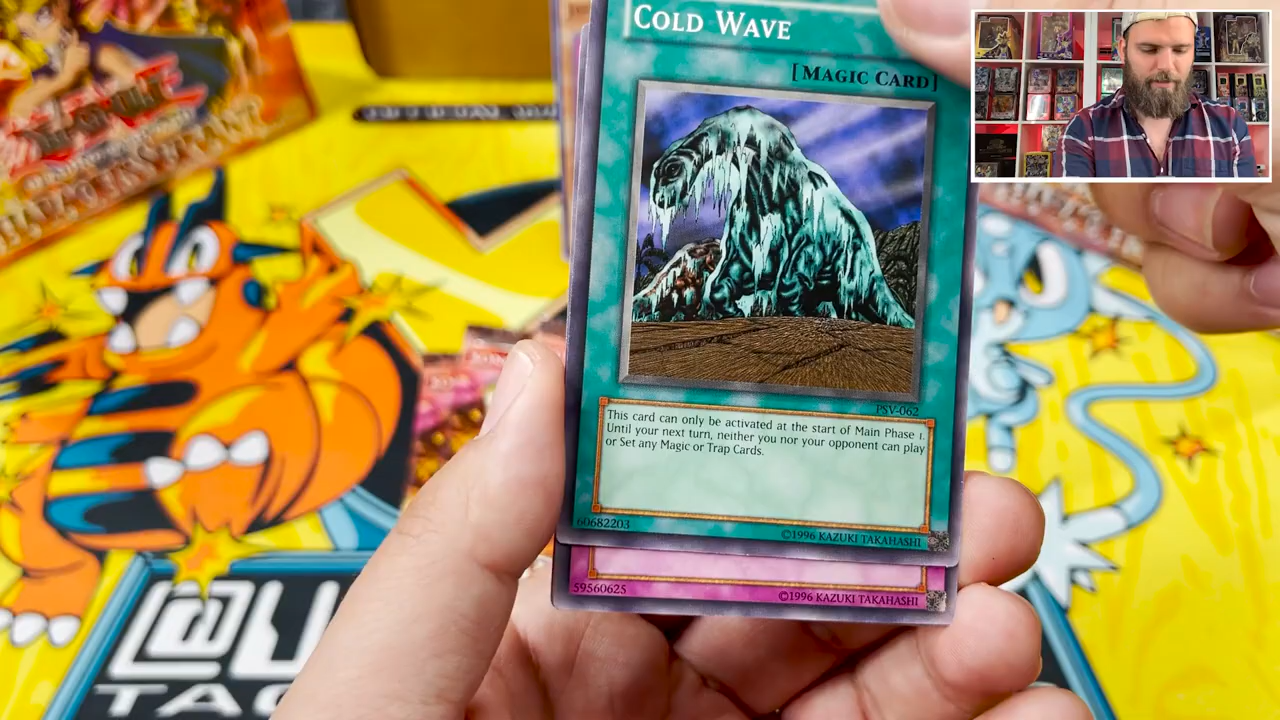 COLD WAVE
[MAGIC CARD]
PSV-062
This card can only be activated at the start of Main Phase 1.
Until your next turn, neither you nor your opponent can play
or Set any Magic or Trap Cards.
60682203
©1996 KAZUKI TAKAHASHI
59560625
©1996 KAZUKI TAKAHASHI